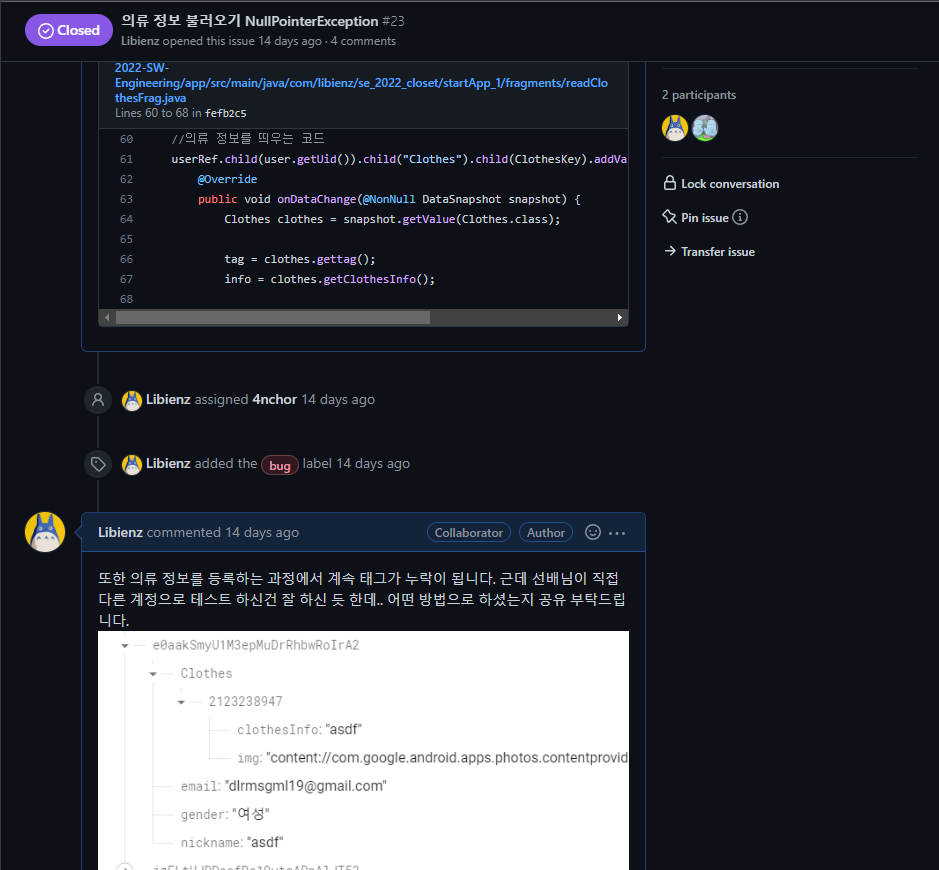 Closed
의류 정보 불러오기 NullPointerException #23
Libienz opened this issue 14 days ago · 4 comments
2022-SW-
Engineering/app/src/main/java/com/libienz/se_2022_closet/startApp_1/fragments/readClo
thesFrag.java
Lines 60 to 68 in fefb2c5
60 //의류 정보를 띄우는 코드
61 userRef.child(user.getUid()).child("Clothes").child(ClothesKey).addVa
62 @Override
63 public void onDataChange(@NonNull DataSnapshot snapshot) {
64 Clothes clothes = snapshot.getValue(Clothes.class);
65
66 tag = clothes.gettag();
67 info = clothes.getClothesInfo();
68
2 participants
Lock conversation
Pin issue
Transfer issue
Libienz assigned 4nchor 14 days ago
Libienz added the bug label 14 days ago
Libienz commented 14 days ago
Collaborator
Author
또한 의류 정보를 등록하는 과정에서 계속 태그가 누락이 됩니다. 근데 선배님이 직접
다른 계정으로 테스트 하신건 잘 하신 듯 한데.. 어떤 방법으로 하셨는지 공유 부탁드립
니다.
e0aakSmyU1M3epMuDrRhbwRoIrA2
Clothes
2123238947
clothesInfo: "asdf"
img: "content://com.google.android.apps.photos.contentprovid
email: "dlrmsgml19@gmail.com"
gender: "여성"
nickname: "asdf"